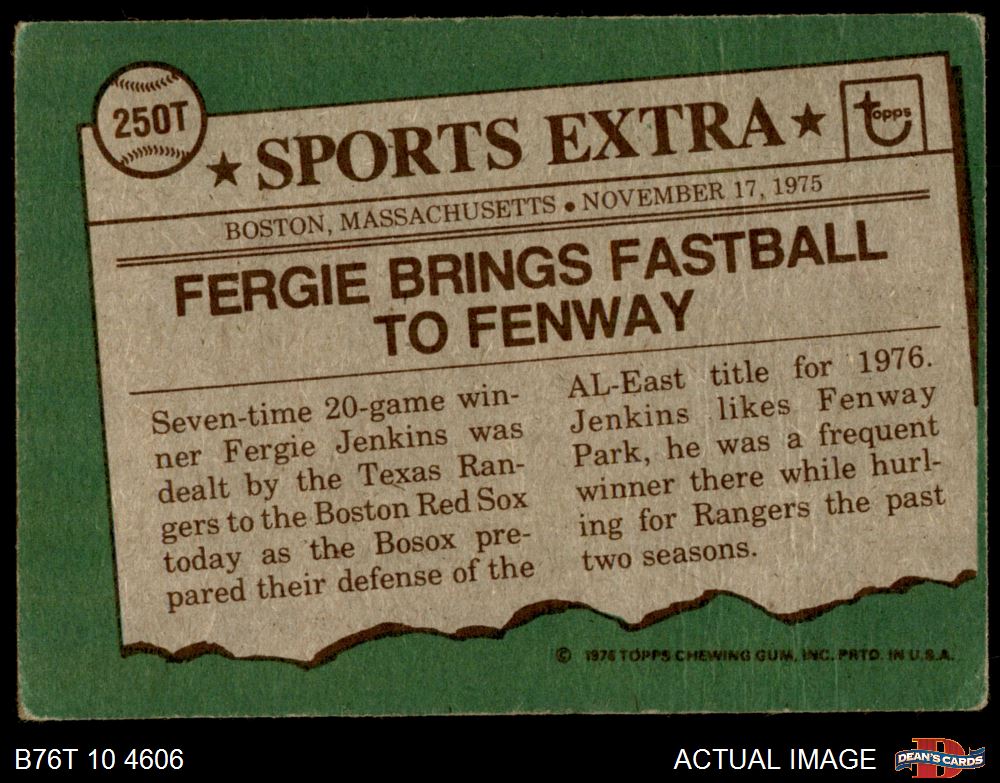 250T
★ SPORTS EXTRA ★
Topps
BOSTON, MASSACHUSETTS ● NOVEMBER 17, 1975
FERGIE BRINGS FASTBALL
TO FENWAY
Seven-time 20-game win-
ner Fergie Jenkins was
dealt by the Texas Ran-
gers to the Boston Red Sox
today as the Bosox pre-
pared their defense of the
AL-East title for 1976.
Jenkins likes Fenway
Park, he was a frequent
winner there while hurl-
ing for Rangers the past
two seasons.
© 1976 TOPPS CHEWING GUM, INC. PRTD. IN U.S.A.
B76T 10 4606
ACTUAL IMAGE
D
DEAN'S CARDS